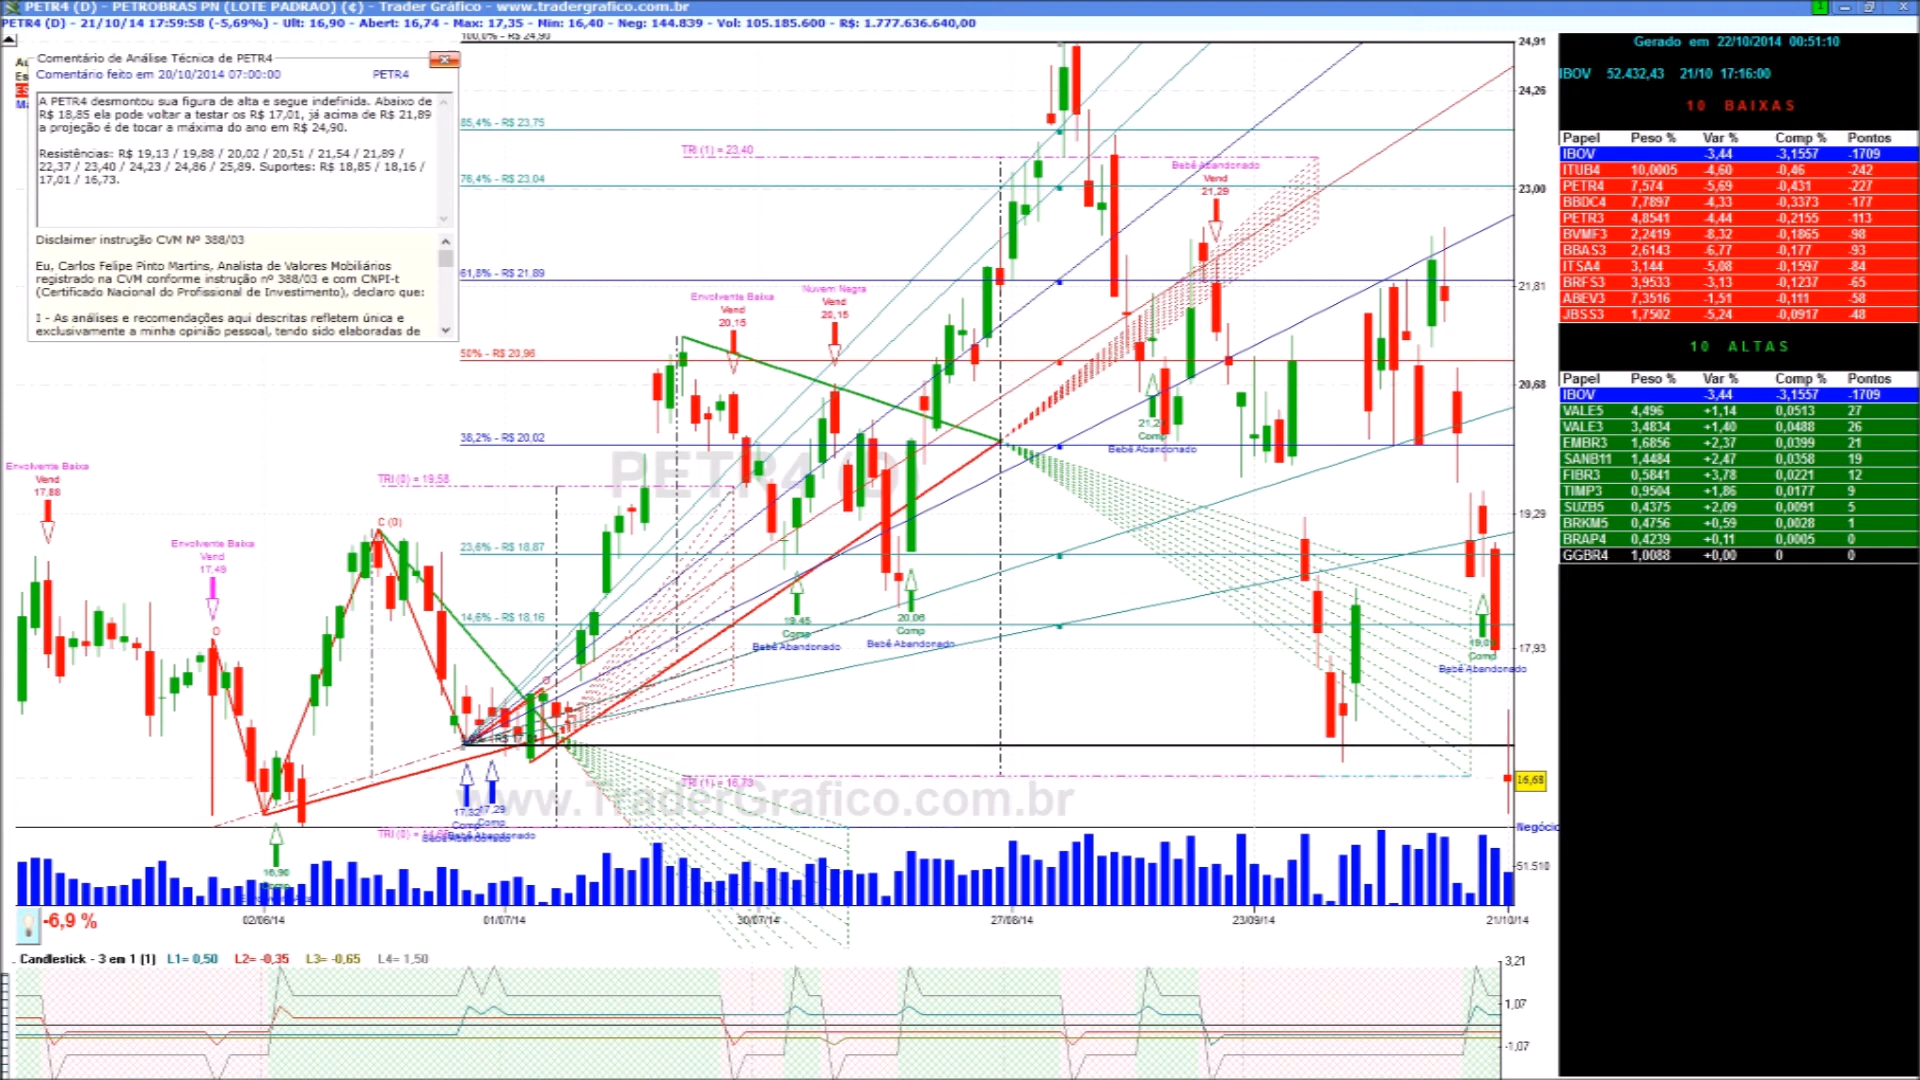 PETR4 (D) - PETROBRAS PN (LOTE PADRAO) (¢) - Trader Gráfico - www.tradergrafico.com.br
PETR4 (D) - 21/10/14 17:59:58 (-5,69%) - Ult: 16,90 - Abert: 16,74 - Max: 17,35 - Min: 16,40 - Neg: 144.839 - Vol: 105.185.600 - R$: 1.777.636.640,00
Comentário de Análise Técnica de PETR4
Comentário feito em 20/10/2014 07:00:00 PETR4
A PETR4 desmontou sua figura de alta e segue indefinida. Abaixo de
R$ 18,85 ela pode voltar a testar os R$ 17,01, já acima de R$ 21,89
a projeção é de tocar a máxima do ano em R$ 24,90.
Resistências: R$ 19,13 / 19,88 / 20,02 / 20,51 / 21,54 / 21,89 /
22,37 / 23,40 / 24,23 / 24,86 / 25,89. Suportes: R$ 18,85 / 18,16 /
17,01 / 16,73.
Disclaimer instrução CVM Nº 388/03
Eu, Carlos Felipe Pinto Martins, Analista de Valores Mobiliários
registrado na CVM conforme instrução nº 388/03 e com CNPI-t
(Certificado Nacional do Profissional de Investimento), declaro que:
1 - As análises e recomendações aqui descritas refletem única e
exclusivamente a minha opinião pessoal, tendo sido elaboradas de
100,0% - R$ 24,90
85,4% - R$ 23,75
TRI (1) = 23,40
76,4% - R$ 23,04
61,8% - R$ 21,89
50% - R$ 20,96
38,2% - R$ 20,02
23,6% - R$ 18,87
14,6% - R$ 18,16
TRI (0) = 19,58
TRI (1) = 16,73
C (0)
Envolvente Baixa
Vend
17,88
Envolvente Baixa
Vend
17,49
Envolvente Baixa
Vend
20,15
Nuvem Negra
Vend
20,15
Bebê Abandonado
Vend
21,29
Comp
Bebê Abandonado
19,45
Comp
Bebê Abandonado
20,06
Comp
Bebê Abandonado
Comp
Bebê Abandonado
17,29
Comp
16,90
PETR4 (D)
www.TraderGrafico.com.br
24,91
24,26
23,00
21,81
20,68
19,29
17,93
16,68
Negócio
51.510
-6,9 %
02/06/14
01/07/14
30/07/14
27/08/14
23/09/14
21/10/14
Candlestick - 3 em 1 (1) L1= 0,50 L2= -0,35 L3= -0,65 L4= 1,50
3,21
1,07
-1,07
Gerado em 22/10/2014 00:51:10
IBOV 52.432,43 21/10 17:16:00
10 BAIXAS
Papel Peso % Var % Comp % Pontos
IBOV -3,44 -3,1557 -1709
ITUB4 10,0005 -4,60 -0,46 -242
PETR4 7,574 -5,69 -0,431 -227
BBDC4 7,7897 -4,33 -0,3373 -177
PETR3 4,8541 -4,44 -0,2155 -113
BVMF3 2,2419 -8,32 -0,1865 -98
BBAS3 2,6143 -6,77 -0,177 -93
ITSA4 3,144 -5,08 -0,1597 -84
BRFS3 3,9533 -3,13 -0,1237 -65
ABEV3 7,3516 -1,51 -0,111 -58
JBSS3 1,7502 -5,24 -0,0917 -48
10 ALTAS
Papel Peso % Var % Comp % Pontos
IBOV -3,44 -3,1557 -1709
VALE5 4,496 +1,14 0,0513 27
VALE3 3,4834 +1,40 0,0488 26
EMBR3 1,6856 +2,37 0,0399 21
SANB11 1,4484 +2,47 0,0358 19
FIBR3 0,5841 +3,78 0,0221 12
TIMP3 0,9504 +1,86 0,0177 9
SUZB5 0,4375 +2,09 0,0091 5
BRKM5 0,4756 +0,59 0,0028 1
BRAP4 0,4239 +0,11 0,0005 0
GGBR4 1,0088 +0,00 0 0